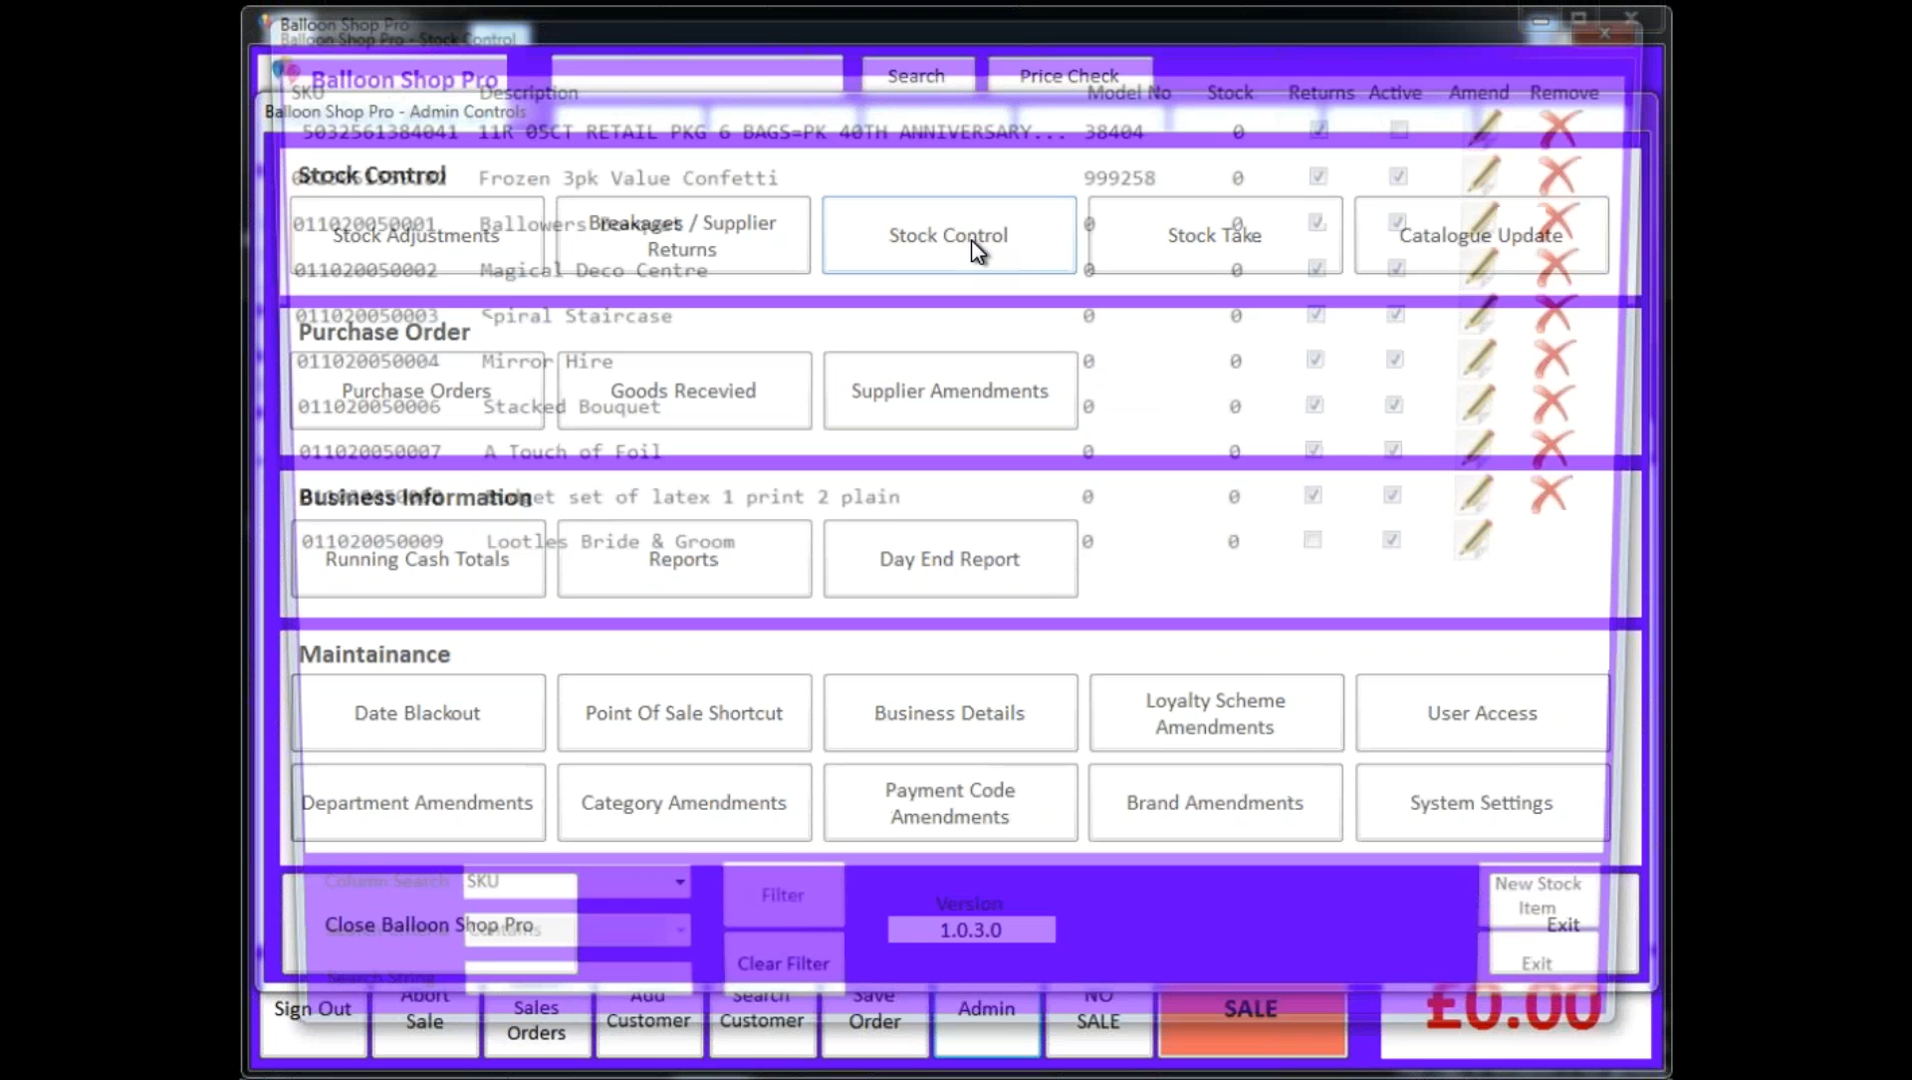 Balloon Shop Pro
Balloon Shop Pro - Stock Control
Balloon Shop Pro
Search
Price Check
SKU
Description
Model No
Stock
Returns
Active
Amend
Remove
Balloon Shop Pro - Admin Controls
5032561384041 11R 05CT RETAIL PKG 6 BAGS=PK 40TH ANNIVERSARY... 38404 0
Stock Control
Frozen 3pk Value Confetti 999258 0
011020050001 0 0
Stock Adjustments
Breakages / Supplier
Returns
Stock Control
Stock Take
Catalogue Update
011020050002 Magical Deco Centre 0 0
011020050003 Spiral Staircase 0 0
Purchase Order
011020050004 Mirror Hire 0 0
Purchase Orders
Goods Recevied
Supplier Amendments
011020050006 Stacked Bouquet 0 0
011020050007 A Touch of Foil 0 0
Business Information
set of latex 1 print 2 plain 0 0
011020050009 Lootles Bride & Groom 0 0
Running Cash Totals
Reports
Day End Report
Maintainance
Date Blackout
Point Of Sale Shortcut
Business Details
Loyalty Scheme
Amendments
User Access
Department Amendments
Category Amendments
Payment Code
Amendments
Brand Amendments
System Settings
Column Search
SKU
Filter
Version
1.0.3.0
New Stock
Item
Close Balloon Shop Pro
Contains
Exit
Search String
Clear Filter
Exit
Sign Out
Abort
Sale
Sales
Orders
Add
Customer
Search
Customer
Save
Order
Admin
NO
SALE
SALE
£0.00